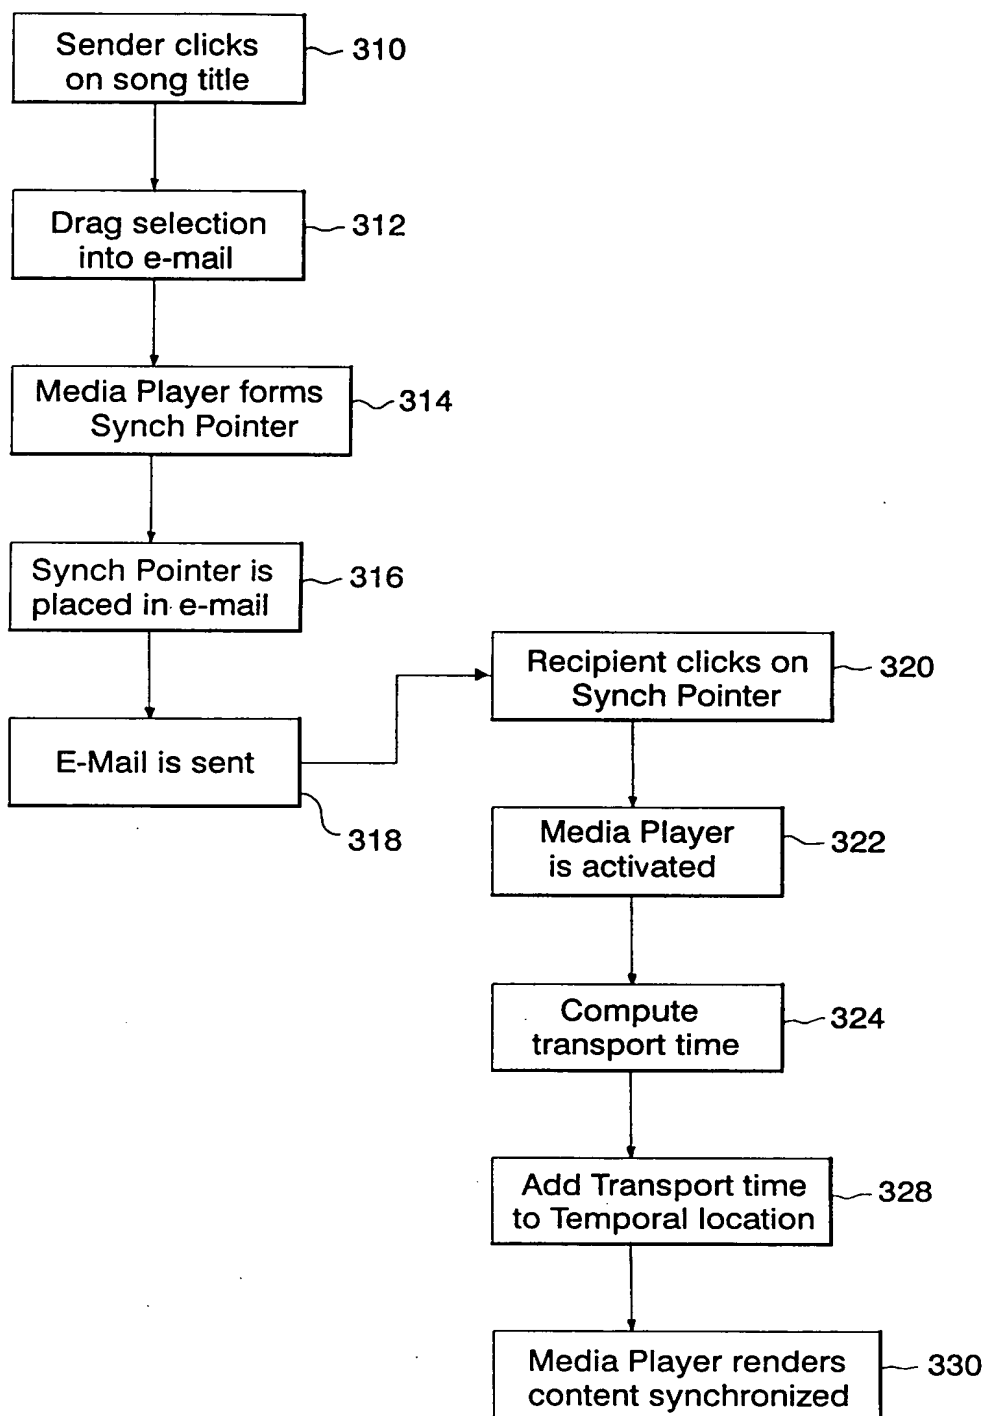 Sender clicks
on song title
310
Drag selection
into e-mail
312
Media Player forms
Synch Pointer
314
Synch Pointer is
placed in e-mail
316
E-Mail is sent
318
Recipient clicks on
Synch Pointer
320
Media Player
is activated
322
Compute
transport time
324
Add Transport time
to Temporal location
328
Media Player renders
content synchronized
330